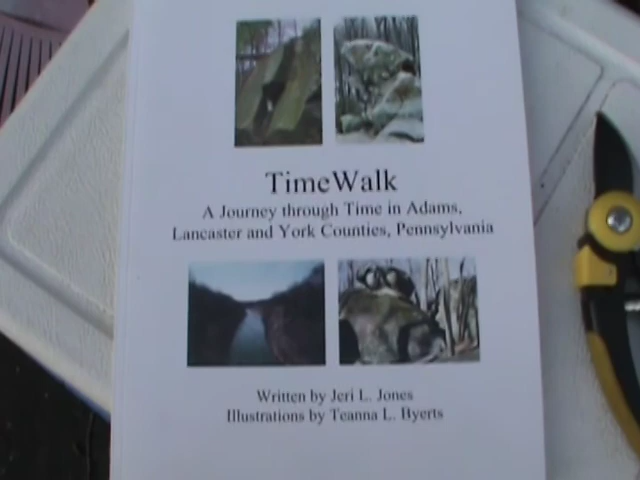 TimeWalk
A Journey through Time in Adams,
Lancaster and York Counties, Pennsylvania
Written by Jeri L. Jones
Illustrations by Teanna L. Byerts